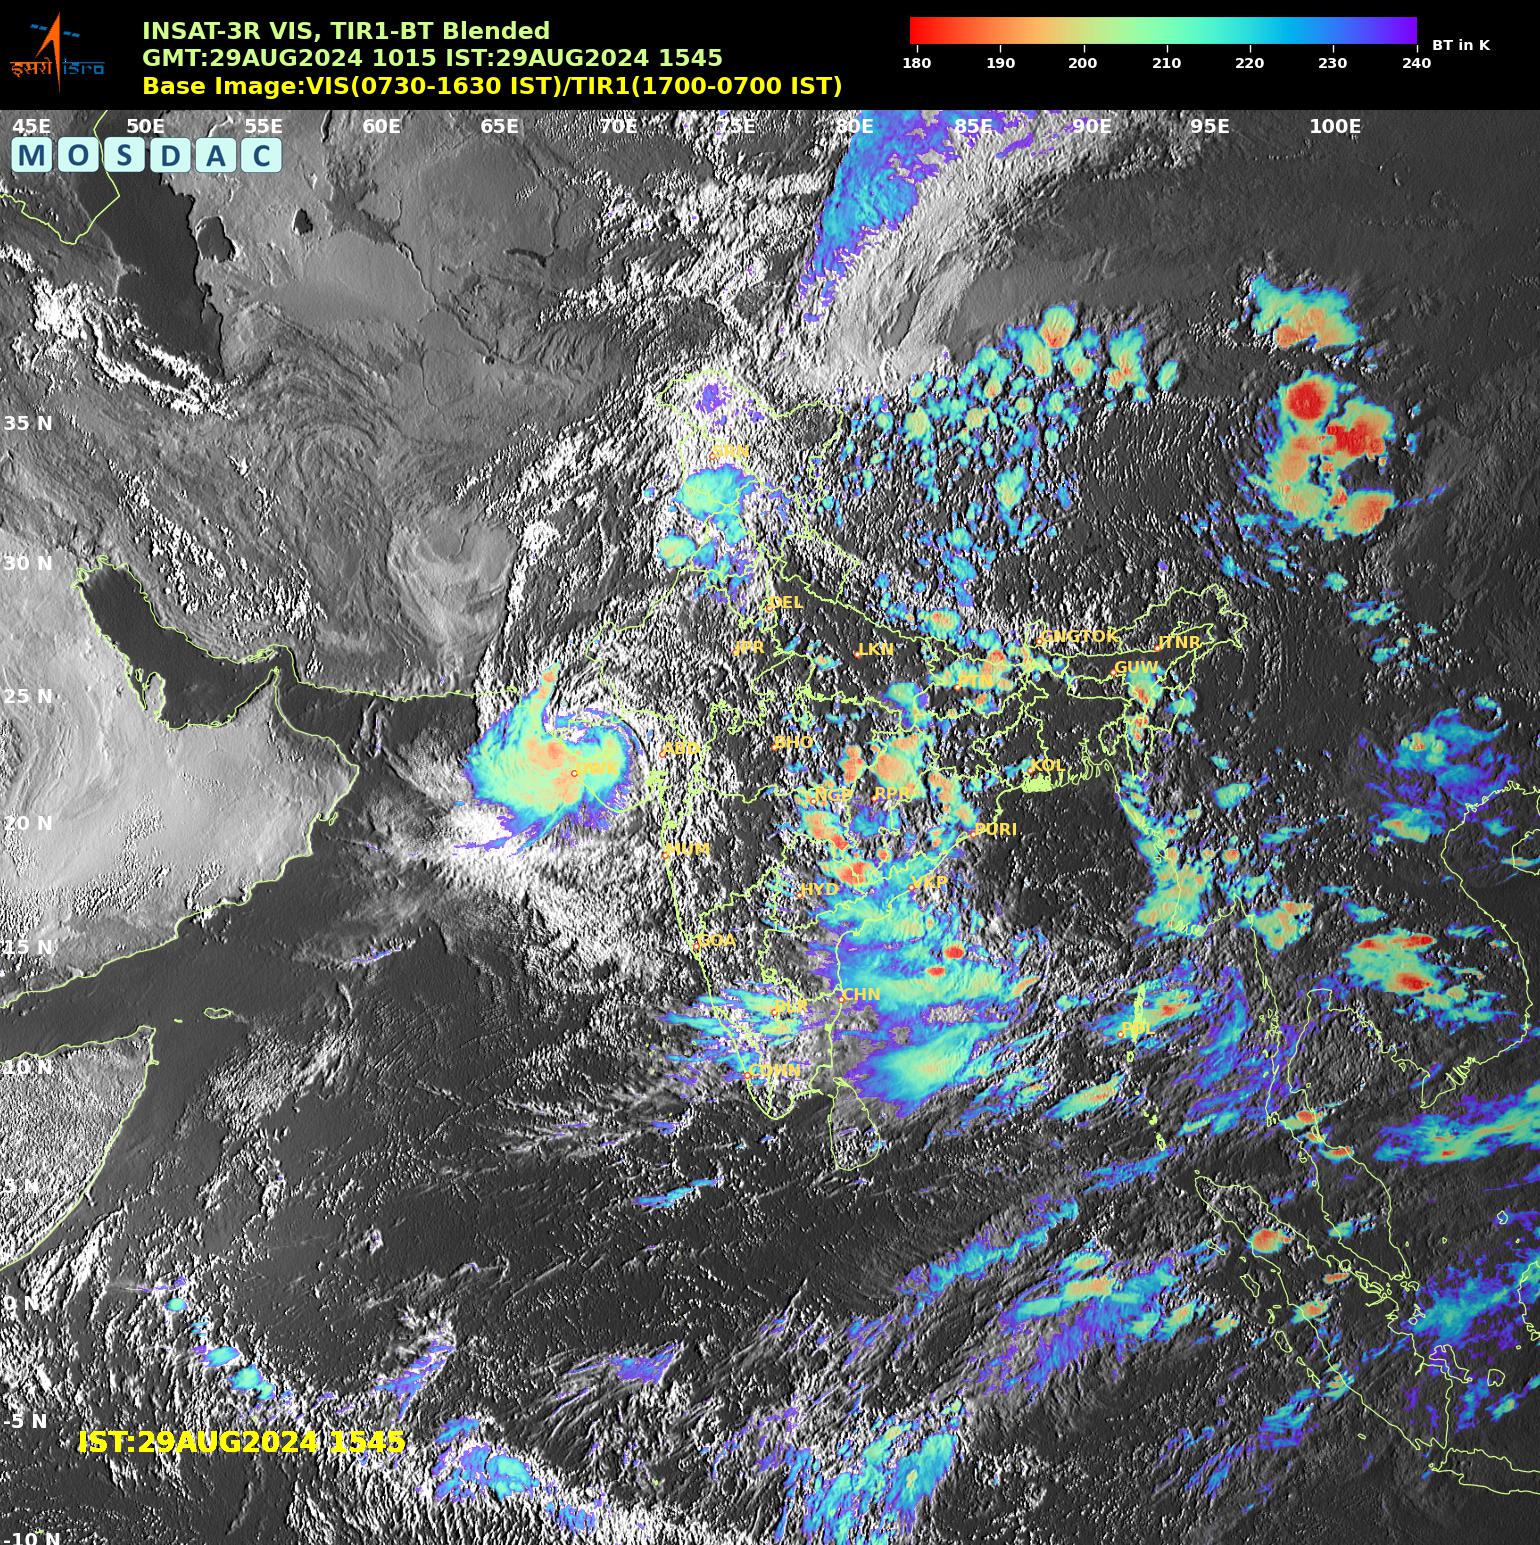 INSAT-3R VIS, TIR1-BT Blended
GMT:29AUG2024 1015 IST:29AUG2024 1545
Base Image:VIS(0730-1630 IST)/TIR1(1700-0700 IST)
BT in K
180 190 200 210 220 230 240
इसरो isro
45E 50E 55E 60E 65E 70E 75E 80E 85E 90E 95E 100E
M O S D A C
35 N
SRN
30 N
DEL
GNGTOK
ITNR
JPR
LKN
GUW
PTN
25 N
ABD
BHO
KOL
NGP
RPR
20 N
PURI
MUM
HYD
VKP
15 N
GOA
CHN
BLR
PBL
10 N
COHN
5 N
0 N
-5 N
IST:29AUG2024 1545
-10 N